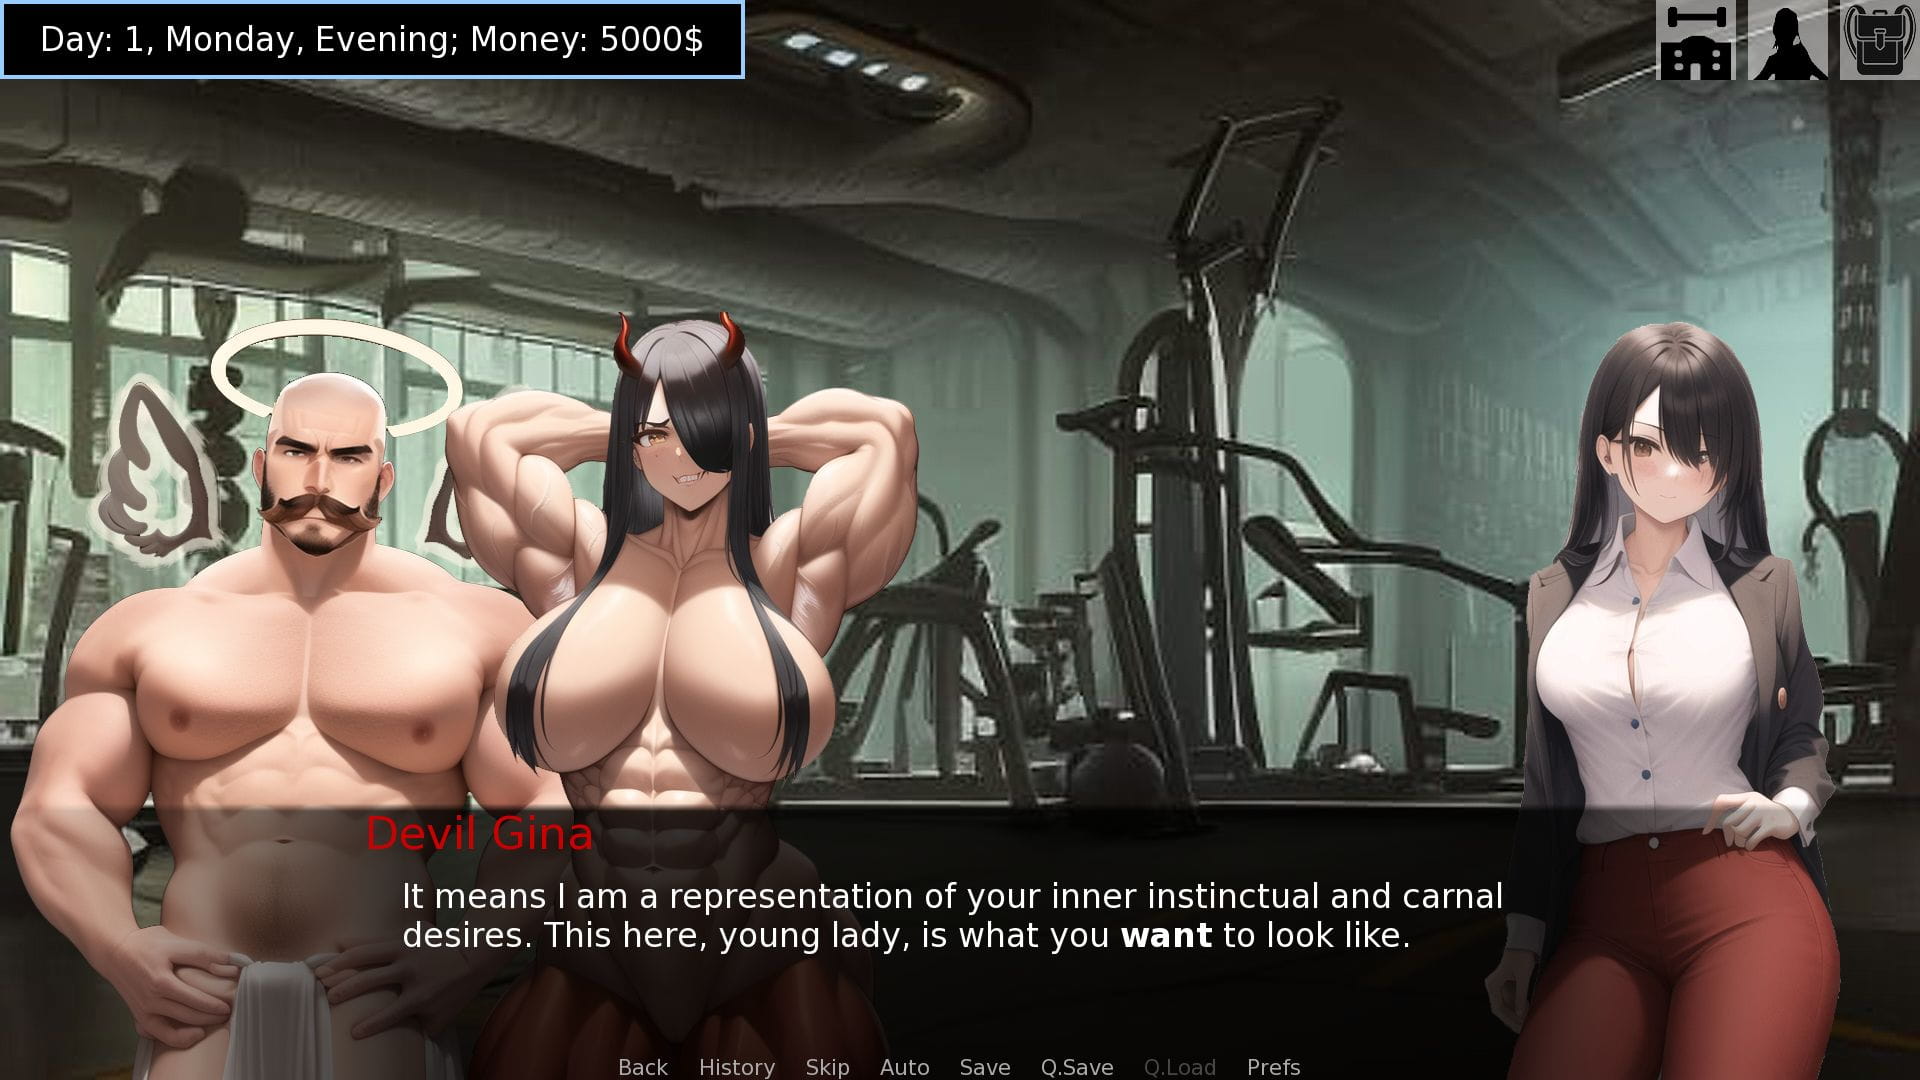 Day: 1, Monday, Evening; Money: 5000$
Devil Gina
It means I am a representation of your inner instinctual and carnal
desires. This here, young lady, is what you want to look like.
Back History Skip Auto Save Q.Save Q.Load Prefs